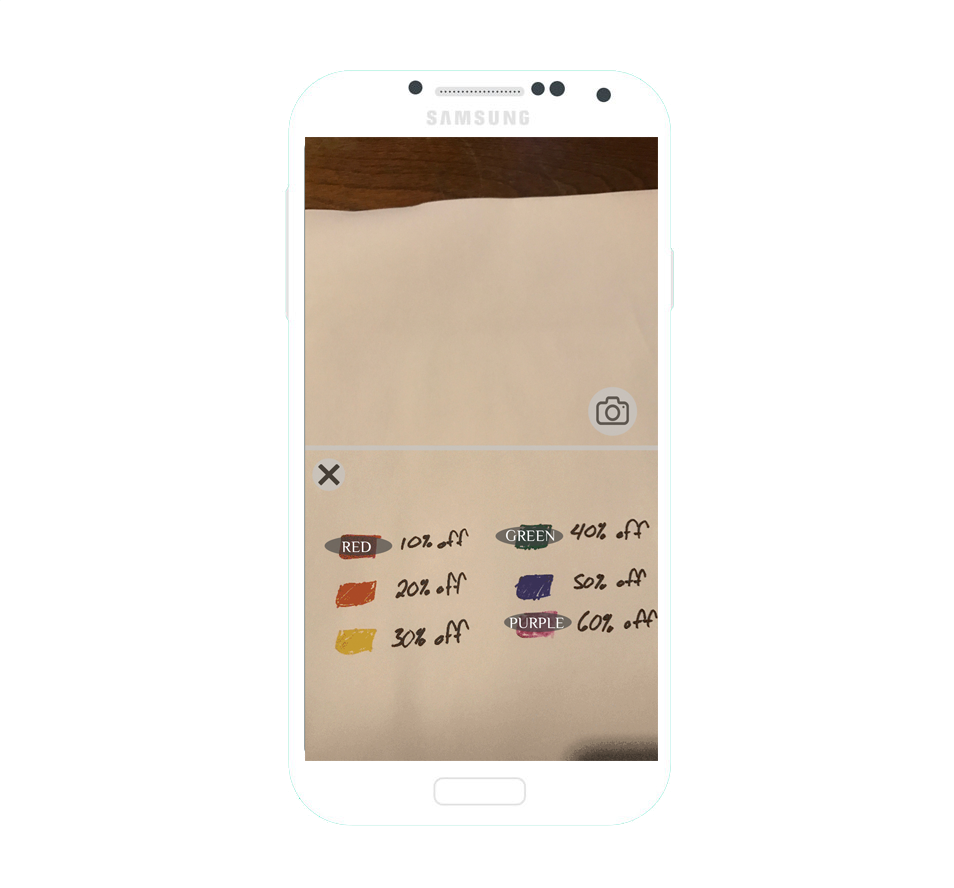 SAMSUNG
RED 10% off
20% off
30% off
GREEN 40% off
50% off
PURPLE 60% off